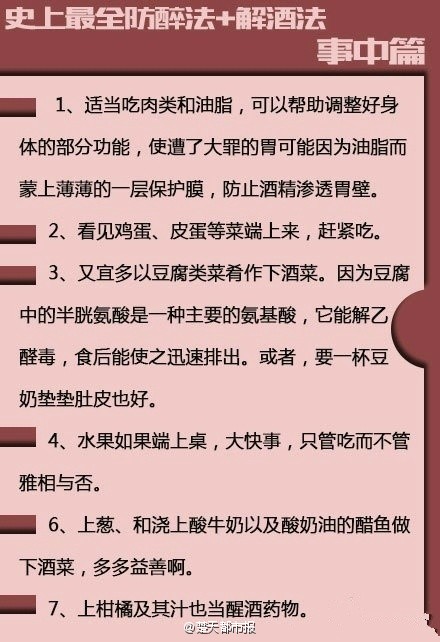 史上最全防醉法+解酒法
事中篇
1、适当吃肉类和油脂，可以帮助调整好身
体的部分功能，使遭了大罪的胃可能因为油脂而
蒙上薄薄的一层保护膜，防止酒精渗透胃壁。
2、看见鸡蛋、皮蛋等菜端上来，赶紧吃。
3、又宜多以豆腐类菜肴作下酒菜。因为豆腐
中的半胱氨酸是一种主要的氨基酸，它能解乙
醛毒，食后能使之迅速排出。或者，要一杯豆
奶垫垫肚皮也好。
4、水果如果端上桌，大快事，只管吃而不管
雅相与否。
6、上葱、和浇上酸牛奶以及酸奶油的醋鱼做
下酒菜，多多益善啊。
7、上柑橘及其汁也当醒酒药物。
@楚天都市报